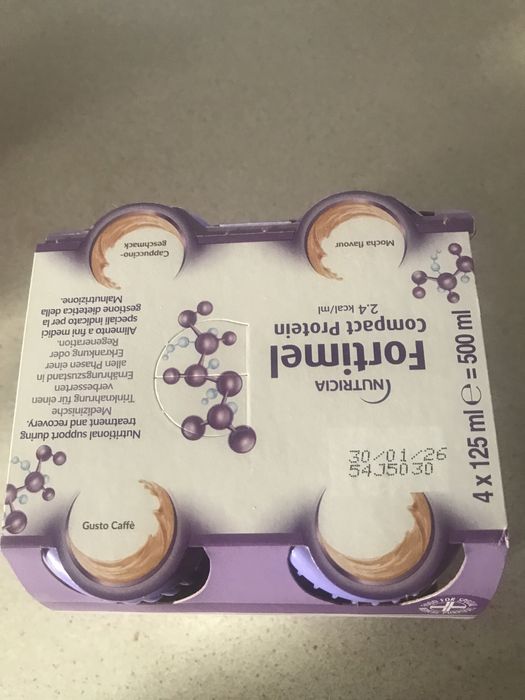 NUTRICIA
Fortimel
Compact Protein
2.4 kcal/ml
Mocha flavour
30/01/26
54J5030
4 x 125 ml e = 500 ml
Nutritional support during
treatment and recovery.
Medizinische
Trinknahrung für einen
verbesserten
Ernährungszustand in
allen Phasen einer
Erkrankung oder
Regeneration.
Alimento a fini medici
speciali indicato per la
gestione dietetica della
Malnutrizione.
Cappuccino-
geschmack
Gusto Caffè